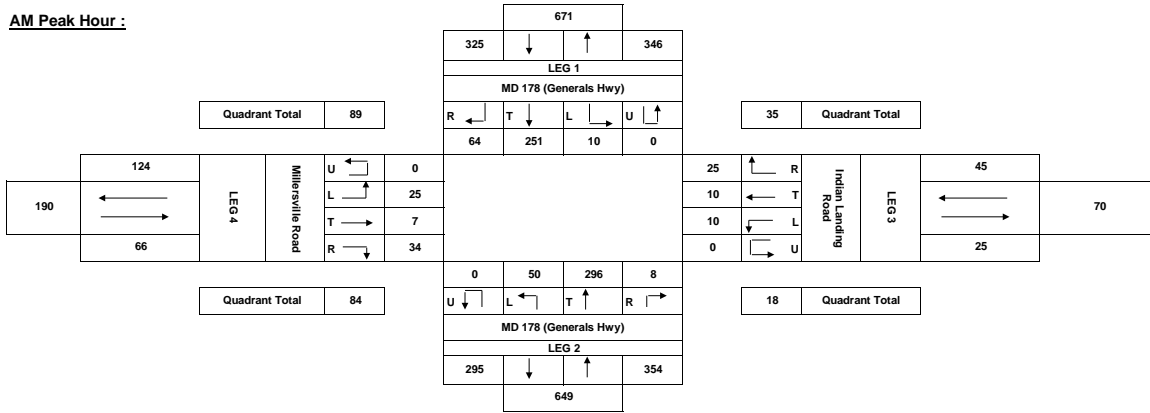 AM Peak Hour :
671
325 346
LEG 1
MD 178 (Generals Hwy)
Quadrant Total 89
R T L U
35 Quadrant Total
64 251 10 0
124
U 0
25 R
45
190
L 25
10 T
70
LEG 4
Millersville Road
Indian Landing
Road
LEG 3
T 7
10 L
66
R 34
0 U
25
0 50 296 8
Quadrant Total 84
U L T R
18 Quadrant Total
MD 178 (Generals Hwy)
LEG 2
295 354
649